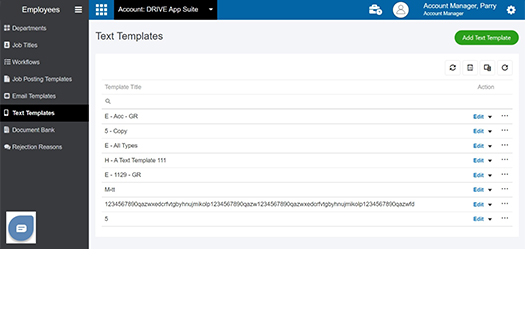 Employees
Account: DRIVE App Suite
Account Manager, Parry
Account Manager
Departments
Job Titles
Workflows
Job Posting Templates
Email Templates
Text Templates
Document Bank
Rejection Reasons
Text Templates
Add Text Template
Template Title Action
E - Acc - GR Edit
5 - Copy Edit
E - All Types Edit
H - A Text Template 111 Edit
E - 1129 - GR Edit
M-tt Edit
1234567890qazwxedcrfvtgbyhnujmikolp1234567890qazw1234567890qazwxedcrfvtgbyhnujmikolp1234567890qazwfd Edit
5 Edit